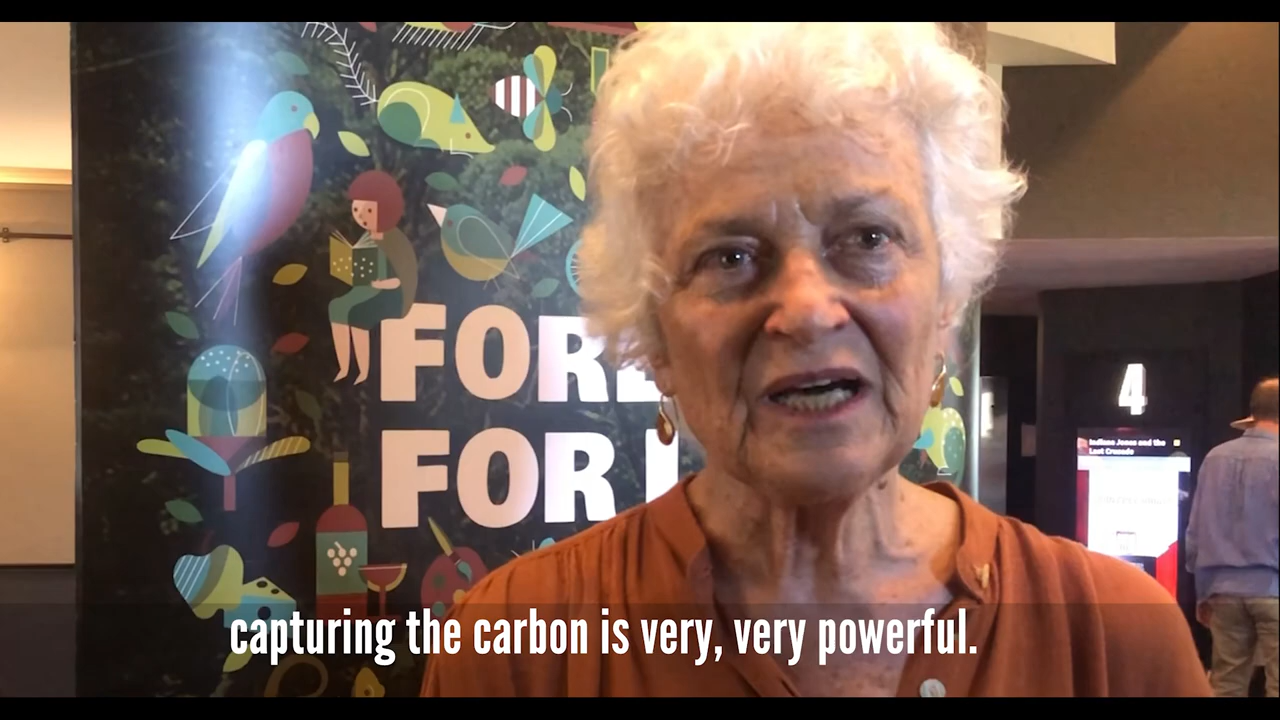 FORE
FOR
4
Indiana Jones and the
Last Crusade
capturing the carbon is very, very powerful.